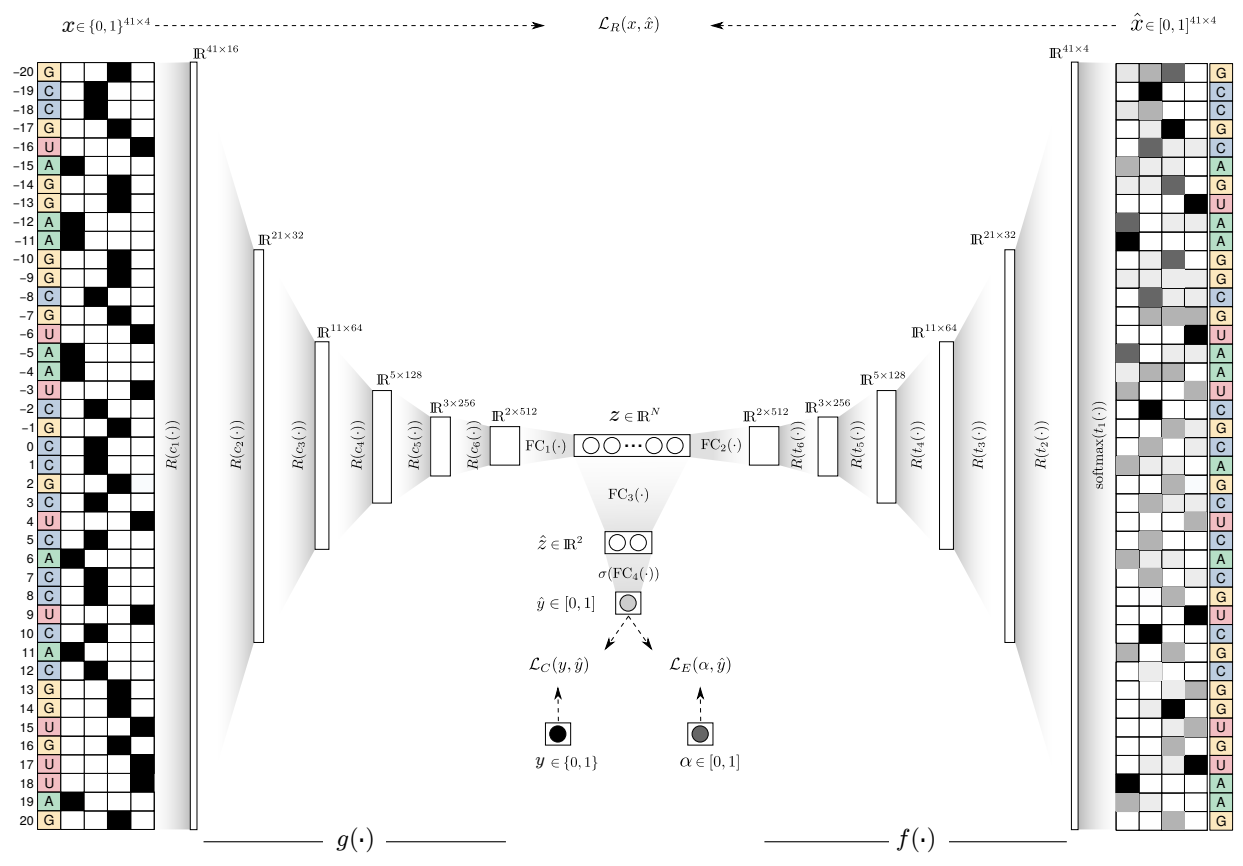 x ∈ {0, 1}^{41×4} ℒ_R(x, x̂) x̂ ∈ [0, 1]^{41×4}
ℝ^{41×16} ℝ^{41×4}
−20 G G
−19 C C
−18 C C
−17 G G
−16 U C
−15 A A
−14 G G
−13 G U
−12 A A
−11 A A
ℝ^{21×32} ℝ^{21×32}
−10 G G
−9 G G
−8 C C
−7 G G
−6 U U
ℝ^{11×64} ℝ^{11×64}
−5 A A
−4 A A
ℝ^{5×128} ℝ^{5×128}
−3 U U
−2 C C
ℝ^{3×256} ℝ^{2×512} z ∈ ℝ^N ℝ^{2×512} ℝ^{3×256}
−1 G G
R(c₁(·)) R(c₂(·)) R(c₃(·)) R(c₄(·)) R(c₅(·)) R(c₆(·)) FC₁(·) ··· FC₂(·) R(t₆(·)) R(t₅(·)) R(t₄(·)) R(t₃(·)) R(t₂(·)) softmax(t₁(·))
0 C C
1 C A
2 G G
FC₃(·)
3 C C
4 U U
5 C C
ẑ ∈ ℝ²
6 A A
7 C C
σ(FC₄(·))
8 C G
ŷ ∈ [0, 1]
9 U U
10 C C
11 A G
ℒ_C(y, ŷ) ℒ_E(α, ŷ)
12 C C
13 G G
14 G G
15 U U
16 G G
y ∈ {0, 1} α ∈ [0, 1]
17 U U
18 U A
19 A A
20 G G
g(·) f(·)